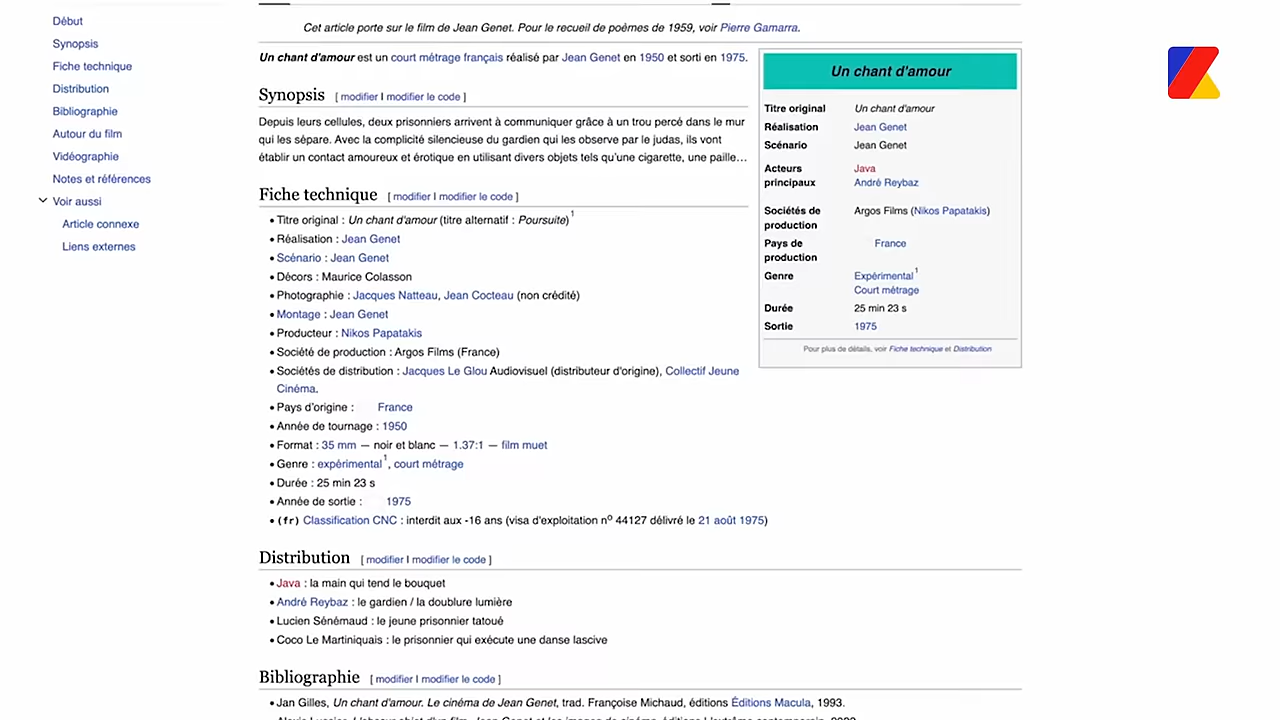 Début
Synopsis
Fiche technique
Distribution
Bibliographie
Autour du film
Vidéographie
Notes et références
Voir aussi
Article connexe
Liens externes
Cet article porte sur le film de Jean Genet. Pour le recueil de poèmes de 1959, voir Pierre Gamarra.
Un chant d'amour est un court métrage français réalisé par Jean Genet en 1950 et sorti en 1975.
Synopsis [ modifier | modifier le code ]
Depuis leurs cellules, deux prisonniers arrivent à communiquer grâce à un trou percé dans le mur
qui les sépare. Avec la complicité silencieuse du gardien qui les observe par le judas, ils vont
établir un contact amoureux et érotique en utilisant divers objets tels qu'une cigarette, une paille…
Fiche technique [ modifier | modifier le code ]
• Titre original : Un chant d'amour (titre alternatif : Poursuite)1
• Réalisation : Jean Genet
• Scénario : Jean Genet
• Décors : Maurice Colasson
• Photographie : Jacques Natteau, Jean Cocteau (non crédité)
• Montage : Jean Genet
• Producteur : Nikos Papatakis
• Société de production : Argos Films (France)
• Sociétés de distribution : Jacques Le Glou Audiovisuel (distributeur d'origine), Collectif Jeune
Cinéma.
• Pays d'origine : France
• Année de tournage : 1950
• Format : 35 mm — noir et blanc — 1.37:1 — film muet
• Genre : expérimental1, court métrage
• Durée : 25 min 23 s
• Année de sortie : 1975
• (fr) Classification CNC : interdit aux -16 ans (visa d'exploitation no 44127 délivré le 21 août 1975)
Distribution [ modifier | modifier le code ]
• Java : la main qui tend le bouquet
• André Reybaz : le gardien / la doublure lumière
• Lucien Sénémaud : le jeune prisonnier tatoué
• Coco Le Martiniquais : le prisonnier qui exécute une danse lascive
Bibliographie [ modifier | modifier le code ]
• Jan Gilles, Un chant d'amour. Le cinéma de Jean Genet, trad. Françoise Michaud, éditions Éditions Macula, 1993.
Un chant d'amour
Titre original Un chant d'amour
Réalisation Jean Genet
Scénario Jean Genet
Acteurs Java
principaux André Reybaz
Sociétés de Argos Films (Nikos Papatakis)
production
Pays de France
production
Genre Expérimental1
Court métrage
Durée 25 min 23 s
Sortie 1975
Pour plus de détails, voir Fiche technique et Distribution